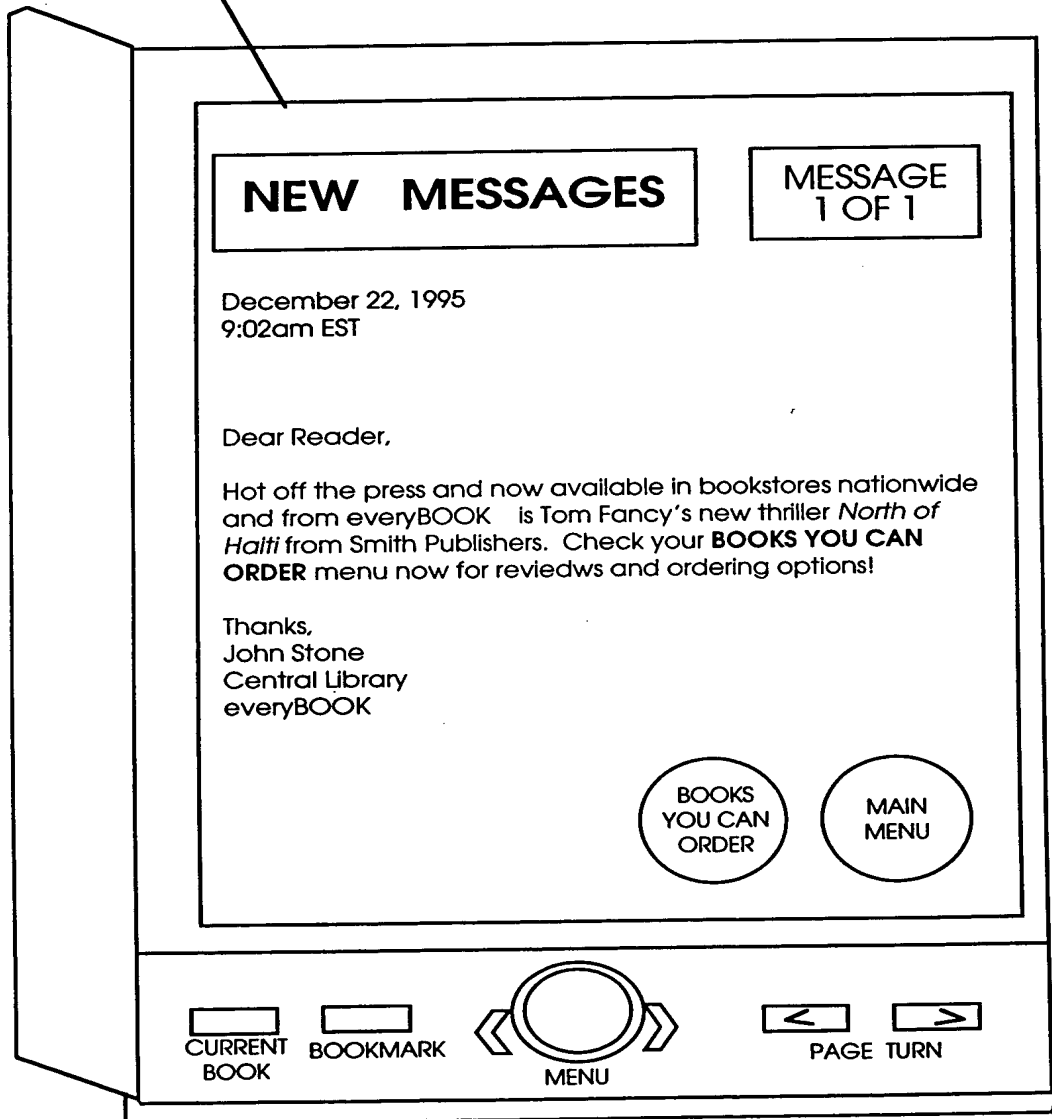 NEW MESSAGES
MESSAGE
1 OF 1
December 22, 1995
9:02am EST
Dear Reader,
Hot off the press and now available in bookstores nationwide
and from everyBOOK is Tom Fancy's new thriller North of
Haiti from Smith Publishers. Check your BOOKS YOU CAN
ORDER menu now for reviedws and ordering options!
Thanks,
John Stone
Central Library
everyBOOK
BOOKS
YOU CAN
ORDER
MAIN
MENU
CURRENT
BOOK
BOOKMARK
MENU
< >
PAGE TURN